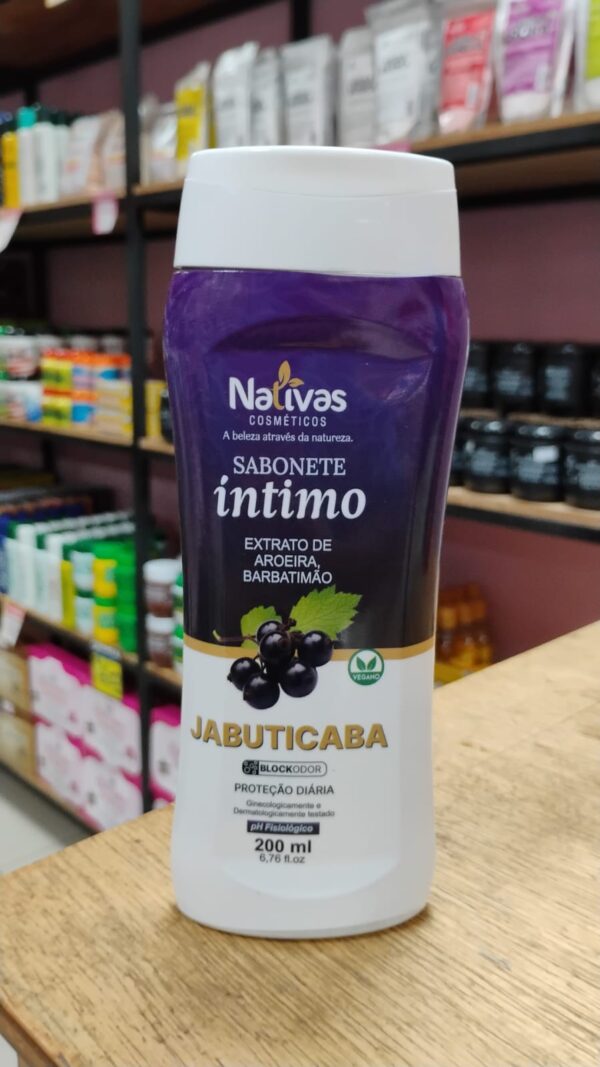 Nativas
COSMÉTICOS
A beleza através da natureza.
SABONETE
íntimo
EXTRATO DE
AROEIRA,
BARBATIMÃO
VEGANO
JABUTICABA
BLOCKODOR
PROTEÇÃO DIÁRIA
Ginecologicamente e
Dermatologicamente testado
pH Fisiológico
200 ml
6,76 fl.oz